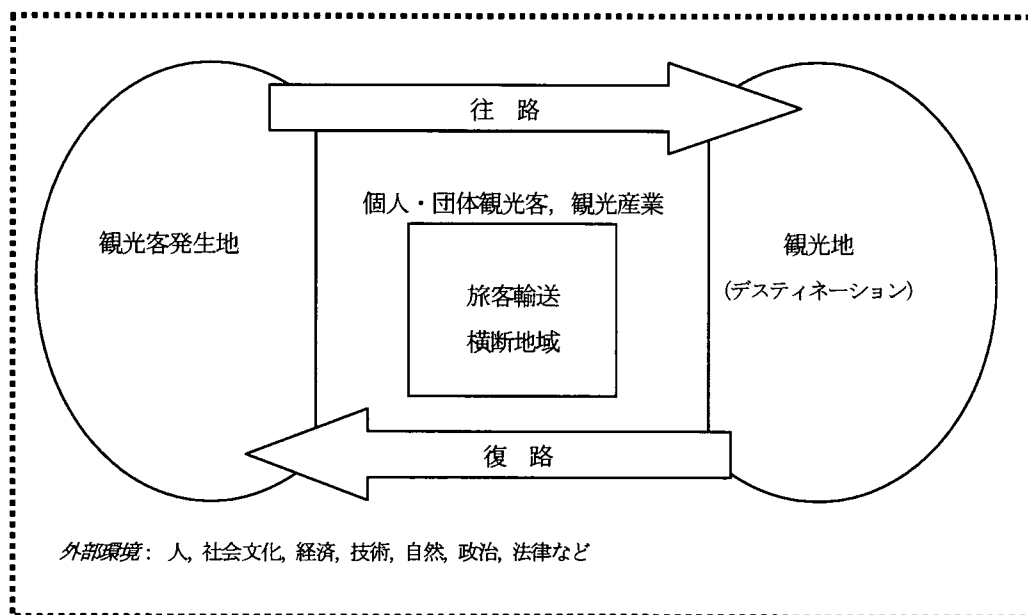 往 路
個人・団体観光客, 観光産業
観光客発生地
観光地
(デスティネーション)
旅客輸送
横断地域
復 路
外部環境： 人, 社会文化, 経済, 技術, 自然, 政治, 法律など